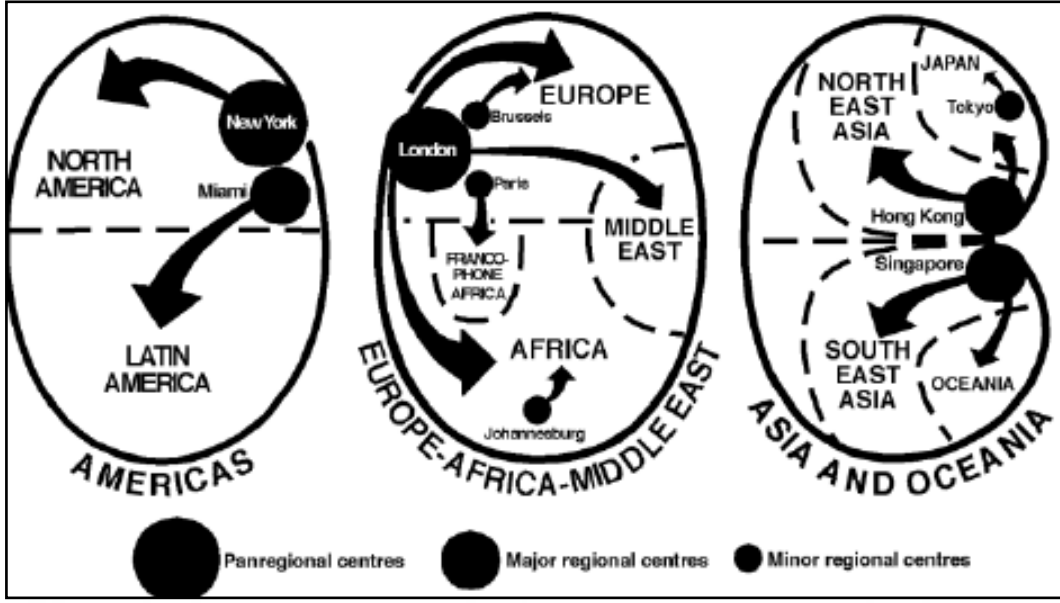 New York
NORTH
AMERICA
Miami
LATIN
AMERICA
AMERICAS
EUROPE
Brussels
London
Paris
MIDDLE
EAST
FRANCO-
PHONE
AFRICA
AFRICA
Johannesburg
EUROPE-AFRICA-MIDDLE EAST
JAPAN
NORTH
EAST
ASIA
Tokyo
Hong Kong
Singapore
SOUTH
EAST
ASIA
OCEANIA
ASIA AND OCEANIA
Panregional centres
Major regional centres
Minor regional centres